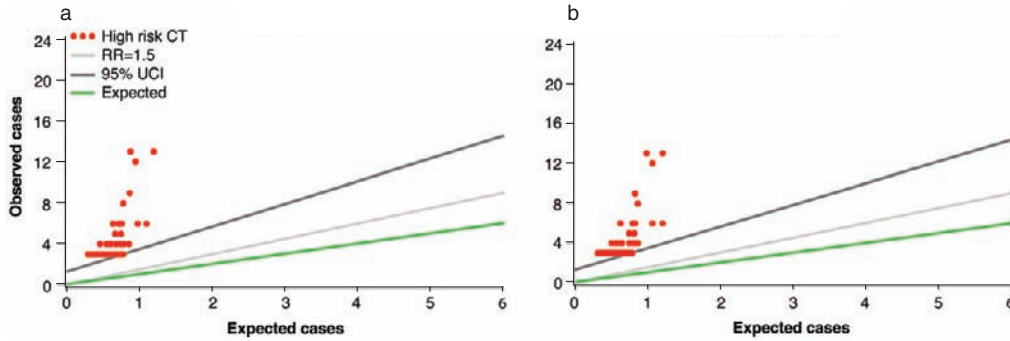 a
Observed cases
24
20
16
12
8
4
0
High risk CT
RR=1.5
95% UCI
Expected
0 1 2 3 4 5 6
Expected cases
b
24
20
16
12
8
4
0
0 1 2 3 4 5 6
Expected cases